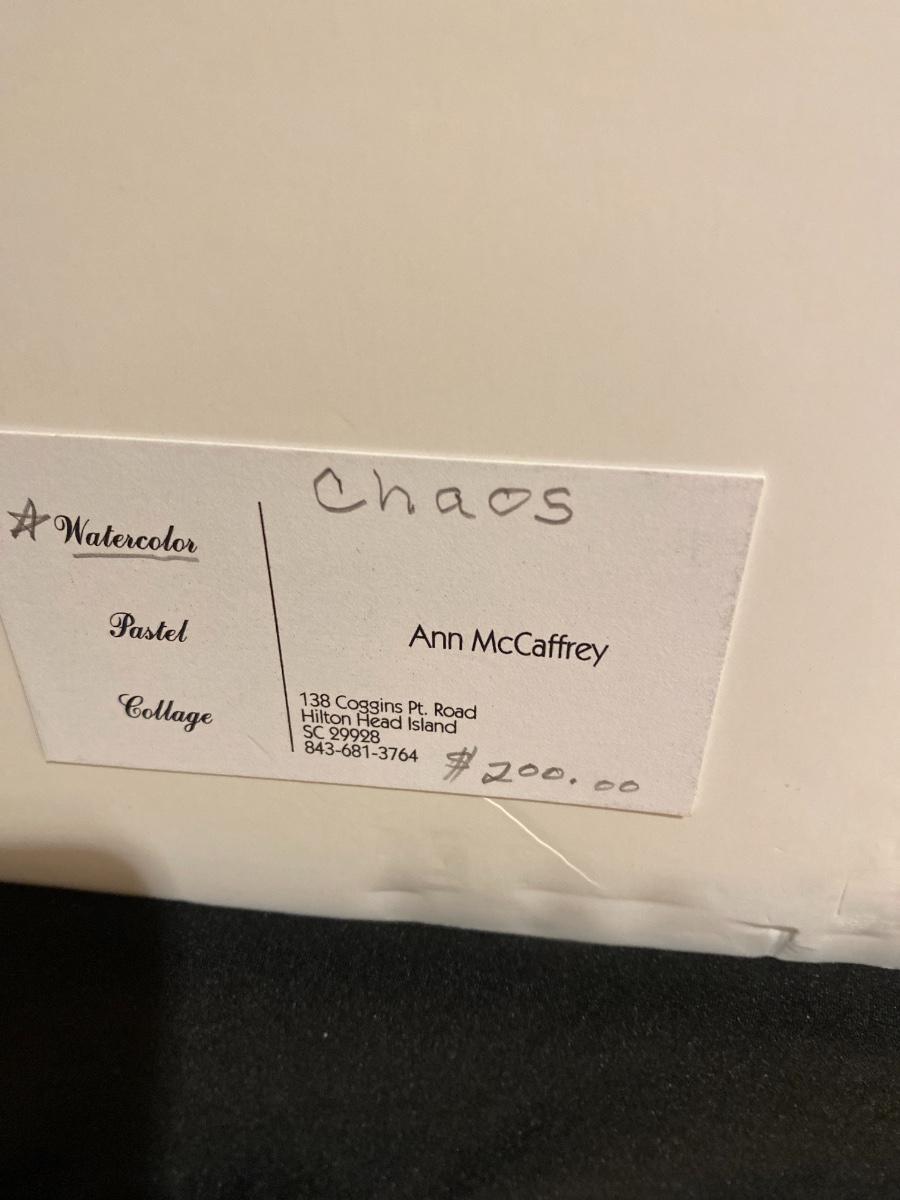 Chaos
Watercolor
Pastel
Collage
Ann McCaffrey
138 Coggins Pt. Road
Hilton Head Island
SC 29928
843-681-3764
$200.00